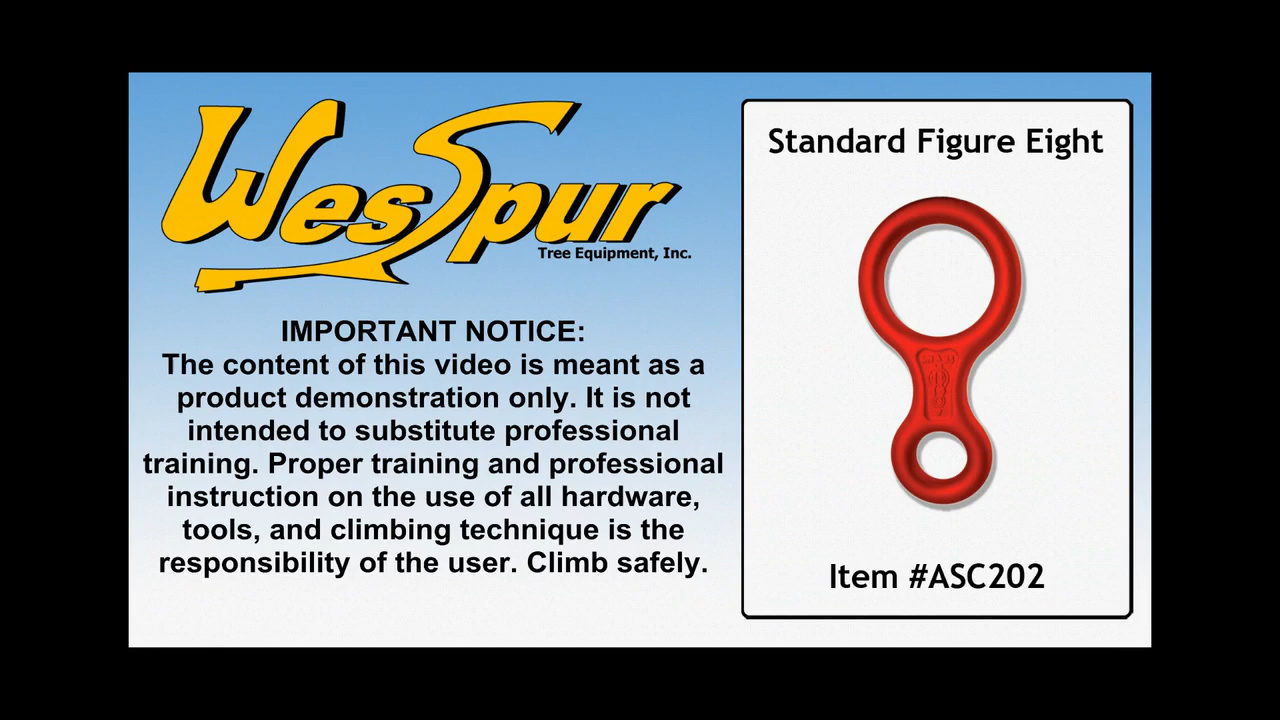 WesSpur
Tree Equipment, Inc.
IMPORTANT NOTICE:
The content of this video is meant as a
product demonstration only. It is not
intended to substitute professional
training. Proper training and professional
instruction on the use of all hardware,
tools, and climbing technique is the
responsibility of the user. Climb safely.
Standard Figure Eight
Item #ASC202